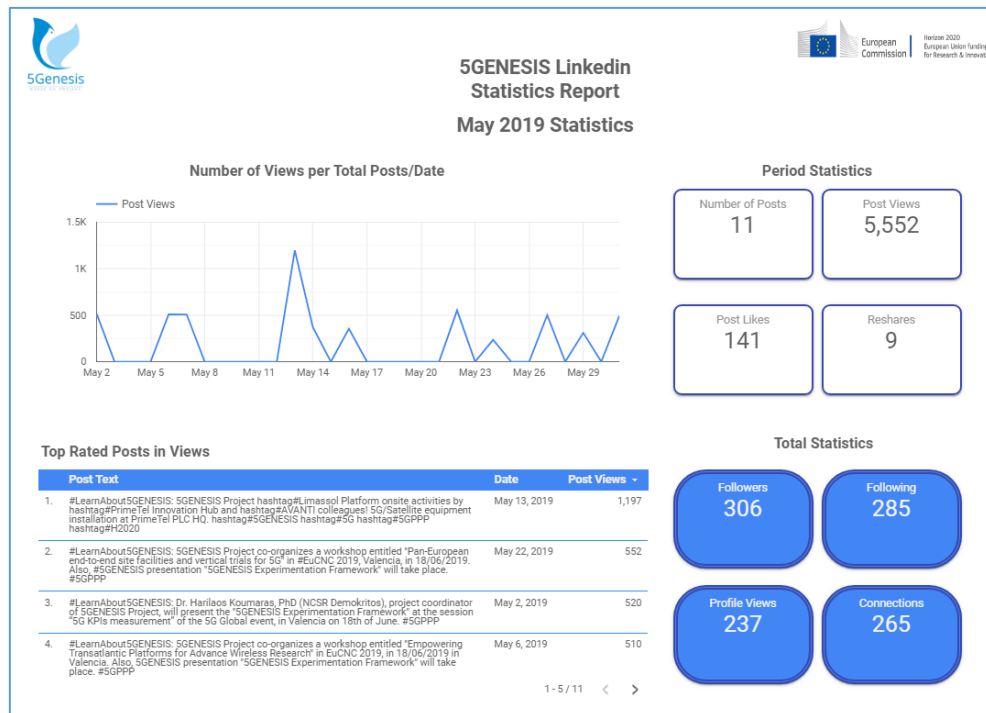 5Genesis
European
Commission
Horizon 2020
European Union funding
for Research & Innovati
5GENESIS Linkedin
Statistics Report
May 2019 Statistics
Number of Views per Total Posts/Date
Post Views
1.5K
1K
500
0
May 2 May 5 May 8 May 11 May 14 May 17 May 20 May 23 May 26 May 29
Period Statistics
Number of Posts
11
Post Views
5,552
Post Likes
141
Reshares
9
Top Rated Posts in Views
Post Text Date Post Views
1. #LearnAbout5GENESIS: 5GENESIS Project hashtag#Limassol Platform onsite activities by May 13, 2019 1,197
hashtag#PrimeTel Innovation Hub and hashtag#AVANTI colleagues! 5G/Satellite equipment
installation at PrimeTel PLC HQ. hashtag#5GENESIS hashtag#5G hashtag#5GPPP
hashtag#H2020
2. #LearnAbout5GENESIS: 5GENESIS Project co-organizes a workshop entitled "Pan-European May 22, 2019 552
end-to-end site facilities and vertical trials for 5G" in #EuCNC 2019, Valencia, in 18/06/2019.
Also, #5GENESIS presentation "5GENESIS Experimentation Framework" will take place.
#5GPPP
3. #LearnAbout5GENESIS: Dr. Harilaos Koumaras, PhD (NCSR Demokritos), project coordinator May 2, 2019 520
of 5GENESIS Project, will present the "5GENESIS Experimentation Framework" at the session
"5G KPIs measurement" of the 5G Global event, in Valencia on 18th of June. #5GPPP
4. #LearnAbout5GENESIS: 5GENESIS Project co-organizes a workshop entitled "Empowering May 6, 2019 510
Transatlantic Platforms for Advance Wireless Research" in EuCNC 2019, in 18/06/2019 in
Valencia. Also, 5GENESIS presentation "5GENESIS Experimentation Framework" will take
place. #5GPPP
1 - 5 / 11
Total Statistics
Followers
306
Following
285
Profile Views
237
Connections
265